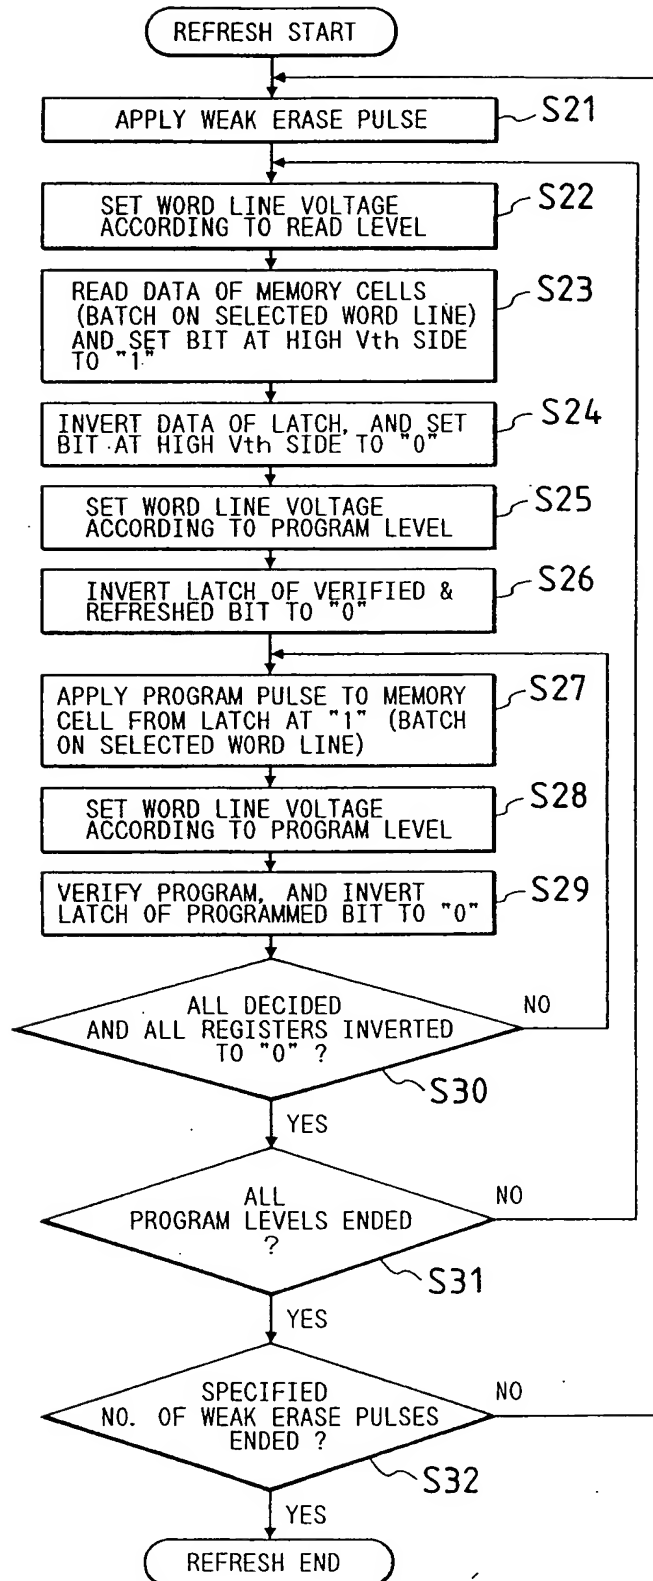 REFRESH START
APPLY WEAK ERASE PULSE
S21
SET WORD LINE VOLTAGE
ACCORDING TO READ LEVEL
S22
READ DATA OF MEMORY CELLS
(BATCH ON SELECTED WORD LINE)
AND SET BIT AT HIGH Vth SIDE
TO "1"
S23
INVERT DATA OF LATCH, AND SET
BIT AT HIGH Vth SIDE TO "0"
S24
SET WORD LINE VOLTAGE
ACCORDING TO PROGRAM LEVEL
S25
INVERT LATCH OF VERIFIED &
REFRESHED BIT TO "0"
S26
APPLY PROGRAM PULSE TO MEMORY
CELL FROM LATCH AT "1" (BATCH
ON SELECTED WORD LINE)
S27
SET WORD LINE VOLTAGE
ACCORDING TO PROGRAM LEVEL
S28
VERIFY PROGRAM, AND INVERT
LATCH OF PROGRAMMED BIT TO "0"
S29
ALL DECIDED
AND ALL REGISTERS INVERTED
TO "0" ?
NO
S30
YES
ALL
PROGRAM LEVELS ENDED
?
NO
S31
YES
SPECIFIED
NO. OF WEAK ERASE PULSES
ENDED ?
NO
S32
YES
REFRESH END